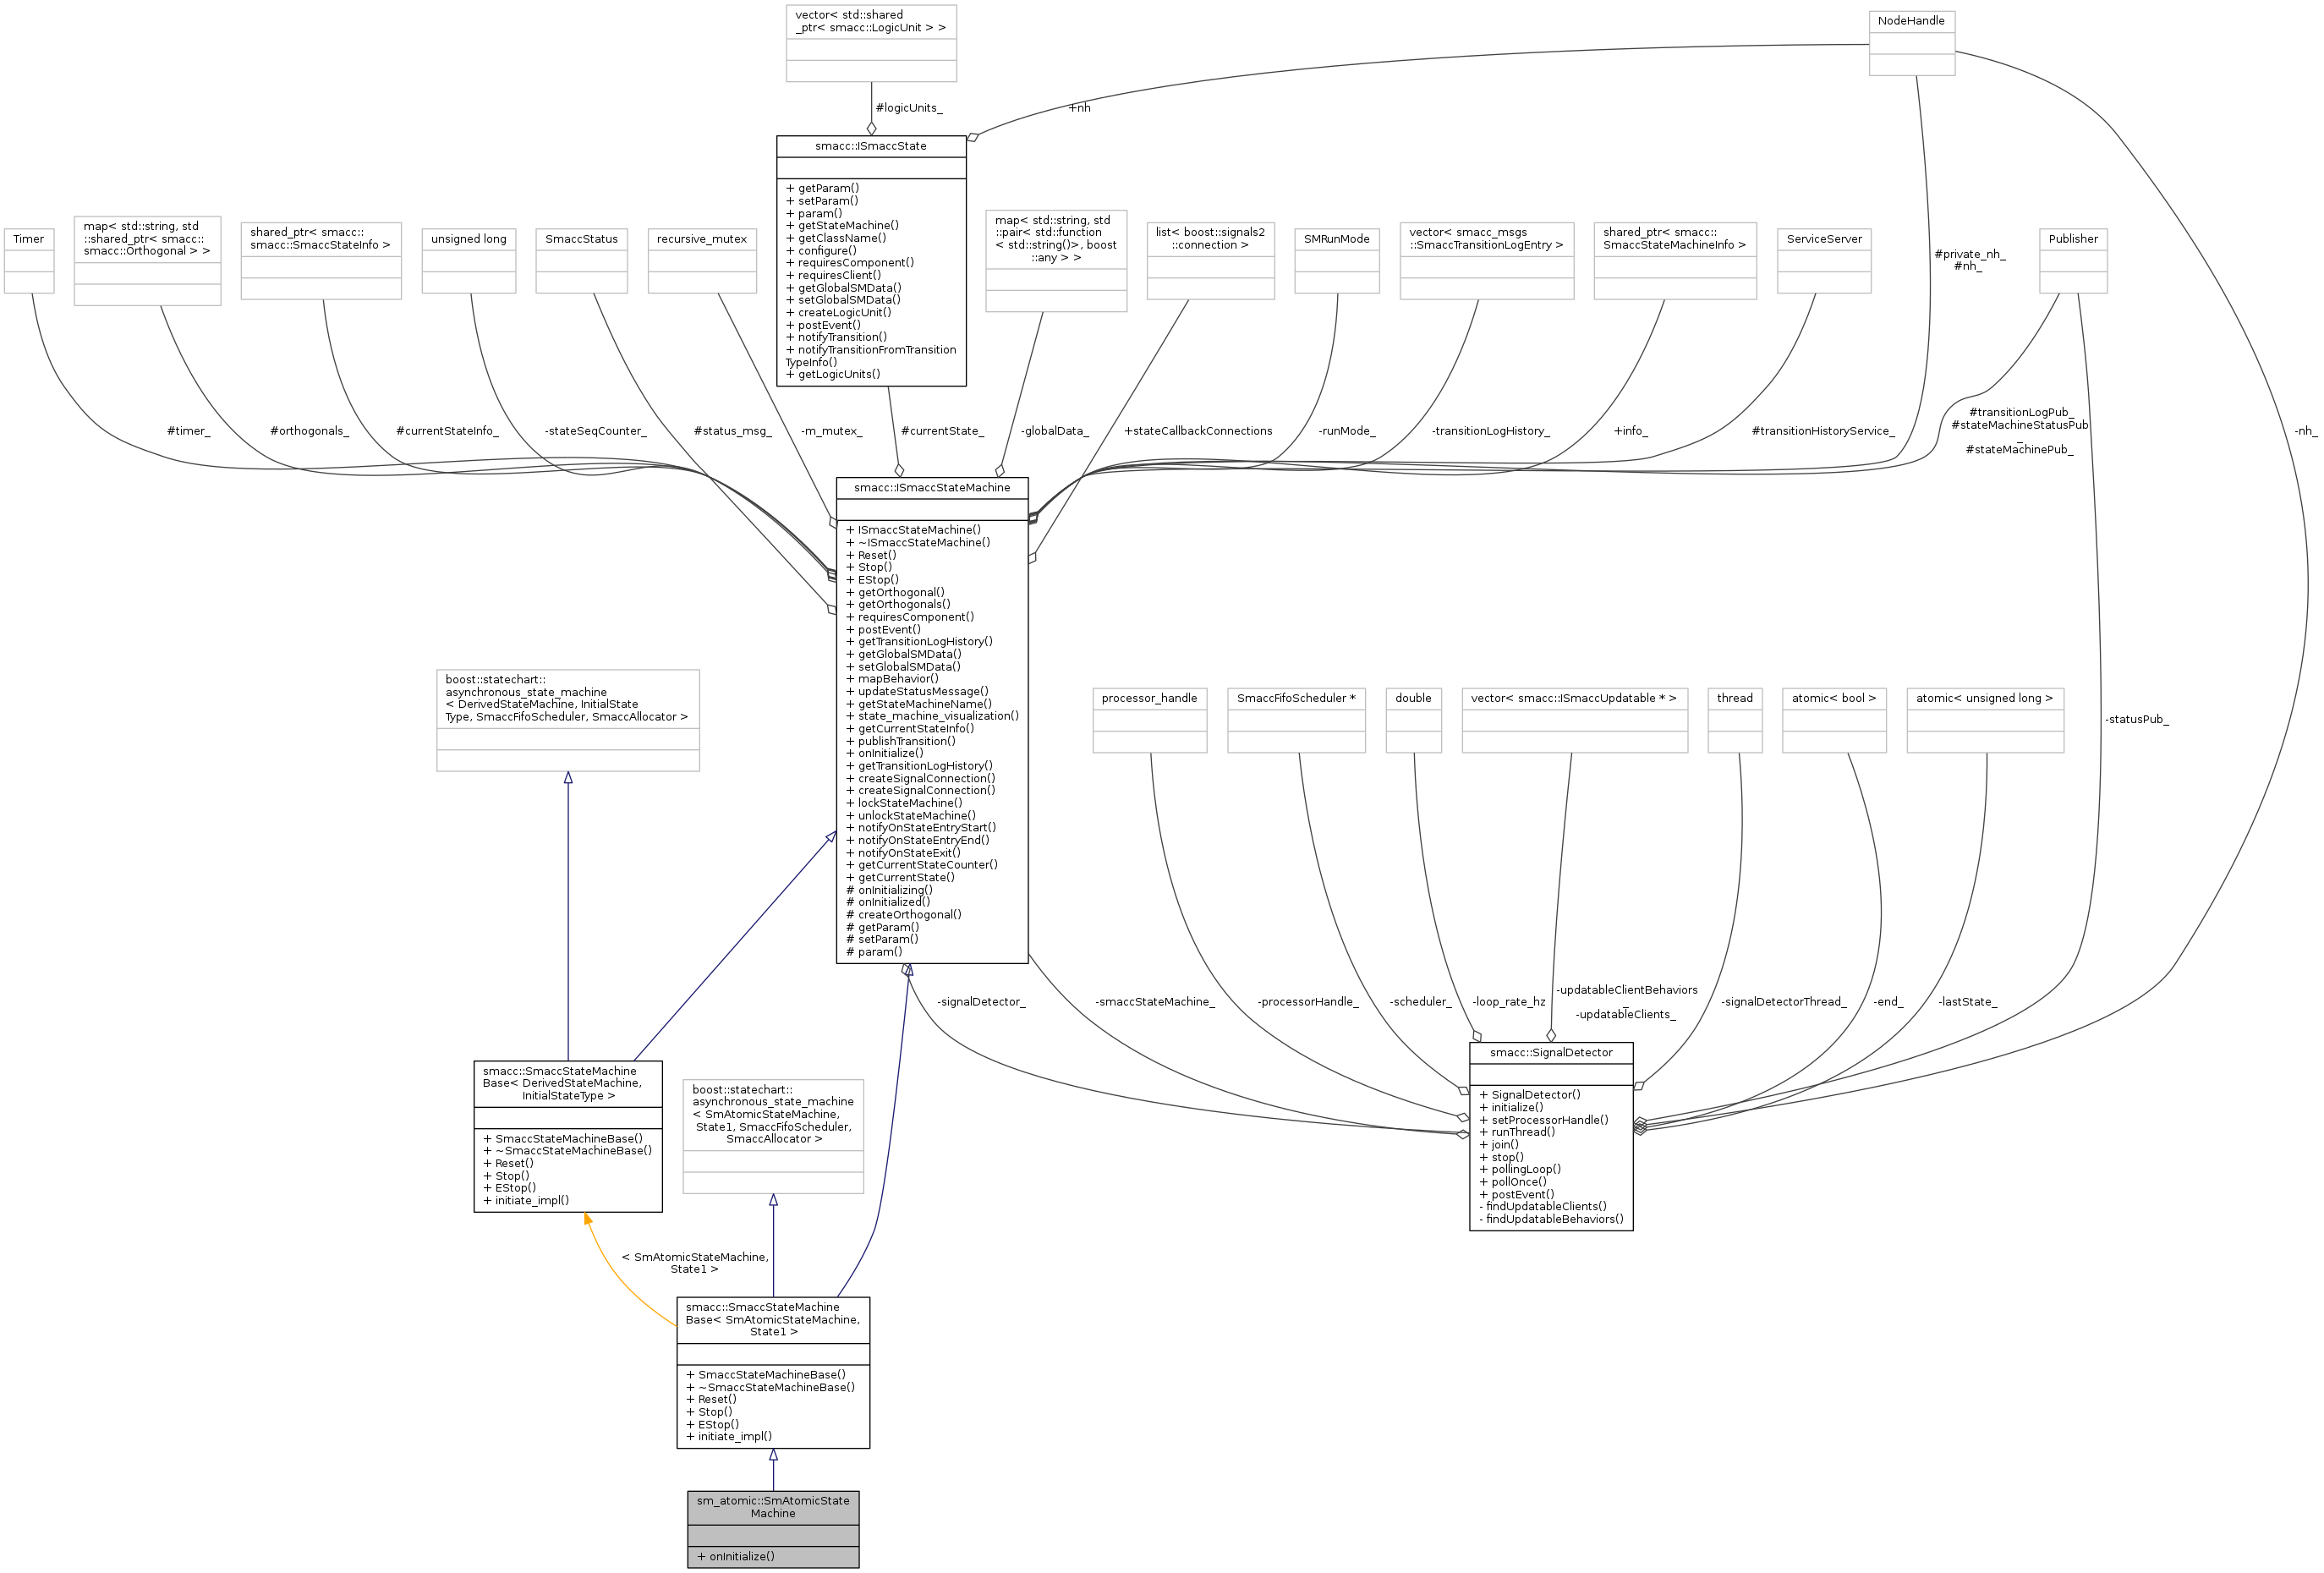 vector< std::shared
_ptr< smacc::LogicUnit > >
NodeHandle
#logicUnits_
+nh
smacc::ISmaccState
+ getParam()
+ setParam()
+ param()
+ getStateMachine()
+ getClassName()
+ configure()
+ requiresComponent()
+ requiresClient()
+ getGlobalSMData()
+ setGlobalSMData()
+ createLogicUnit()
+ postEvent()
+ notifyTransition()
+ notifyTransitionFromTransition
TypeInfo()
+ getLogicUnits()
Timer
map< std::string, std
::shared_ptr< smacc::
smacc::Orthogonal > >
shared_ptr< smacc::
smacc::SmaccStateInfo >
unsigned long
SmaccStatus
recursive_mutex
map< std::string, std
::pair< std::function
< std::string()>, boost
::any > >
list< boost::signals2
::connection >
SMRunMode
vector< smacc_msgs
::SmaccTransitionLogEntry >
shared_ptr< smacc::
SmaccStateMachineInfo >
ServiceServer
#private_nh_
#nh_
Publisher
#timer_
#orthogonals_
#currentStateInfo_
-stateSeqCounter_
#status_msg_
-m_mutex_
#currentState_
-globalData_
+stateCallbackConnections
-runMode_
-transitionLogHistory_
+info_
#transitionHistoryService_
#transitionLogPub_
#stateMachineStatusPub
_
#stateMachinePub_
-nh_
smacc::ISmaccStateMachine
+ ISmaccStateMachine()
+ ~ISmaccStateMachine()
+ Reset()
+ Stop()
+ EStop()
+ getOrthogonal()
+ getOrthogonals()
+ requiresComponent()
+ postEvent()
+ getTransitionLogHistory()
+ getGlobalSMData()
+ setGlobalSMData()
+ mapBehavior()
+ updateStatusMessage()
+ getStateMachineName()
+ state_machine_visualization()
+ getCurrentStateInfo()
+ publishTransition()
+ onInitialize()
+ getTransitionLogHistory()
+ createSignalConnection()
+ createSignalConnection()
+ lockStateMachine()
+ unlockStateMachine()
+ notifyOnStateEntryStart()
+ notifyOnStateEntryEnd()
+ notifyOnStateExit()
+ getCurrentStateCounter()
+ getCurrentState()
# onInitializing()
# onInitialized()
# createOrthogonal()
# getParam()
# setParam()
# param()
boost::statechart::
asynchronous_state_machine
< DerivedStateMachine, InitialState
Type, SmaccFifoScheduler, SmaccAllocator >
processor_handle
SmaccFifoScheduler *
double
vector< smacc::ISmaccUpdatable * >
thread
atomic< bool >
atomic< unsigned long >
-statusPub_
-signalDetector_
-smaccStateMachine_
-processorHandle_
-scheduler_
-loop_rate_hz
-updatableClientBehaviors
_
-updatableClients_
-signalDetectorThread_
-end_
-lastState_
smacc::SignalDetector
+ SignalDetector()
+ initialize()
+ setProcessorHandle()
+ runThread()
+ join()
+ stop()
+ pollingLoop()
+ pollOnce()
+ postEvent()
- findUpdatableClients()
- findUpdatableBehaviors()
smacc::SmaccStateMachine
Base< DerivedStateMachine,
InitialStateType >
+ SmaccStateMachineBase()
+ ~SmaccStateMachineBase()
+ Reset()
+ Stop()
+ EStop()
+ initiate_impl()
boost::statechart::
asynchronous_state_machine
< SmAtomicStateMachine,
State1, SmaccFifoScheduler,
SmaccAllocator >
< SmAtomicStateMachine,
State1 >
smacc::SmaccStateMachine
Base< SmAtomicStateMachine,
State1 >
+ SmaccStateMachineBase()
+ ~SmaccStateMachineBase()
+ Reset()
+ Stop()
+ EStop()
+ initiate_impl()
sm_atomic::SmAtomicState
Machine
+ onInitialize()